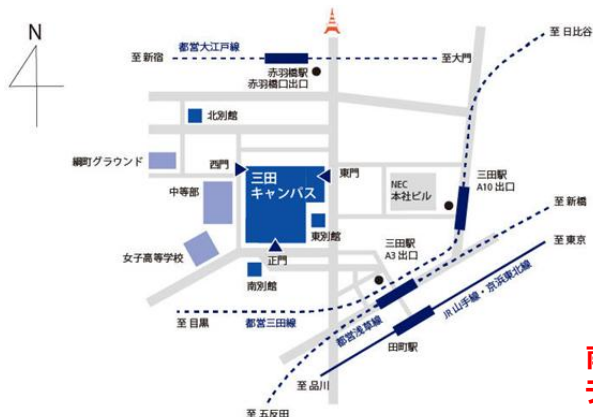 N
至 日比谷
都営大江戸線
至 新宿
至 大門
赤羽橋駅
赤羽橋口出口
北別館
綱町グラウンド
西門
三田
キャンパス
東門
三田駅
A10 出口
NEC
本社ビル
中等部
至 新橋
東別館
三田駅
A3 出口
至 東京
女子高等学校
正門
南別館
JR 山手線・京浜東北線
至 目黒
都営三田線
都営浅草線
田町駅
至 品川
至 五反田